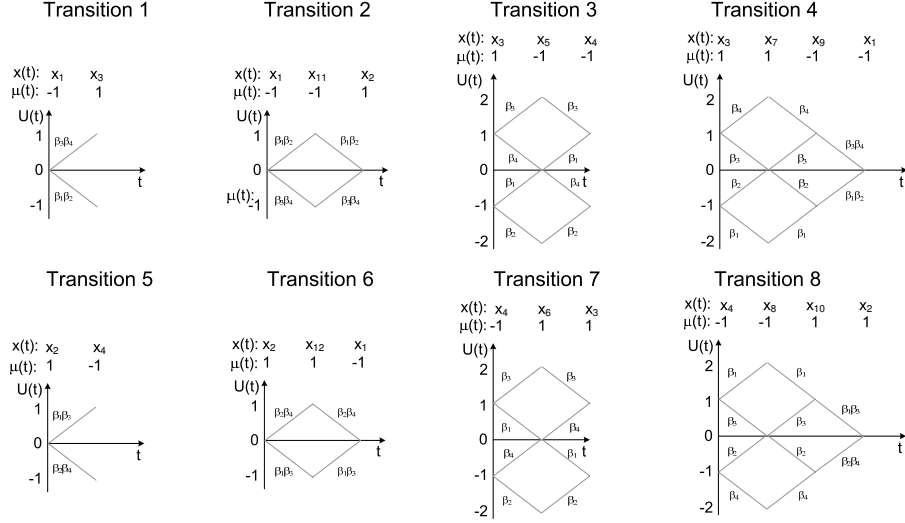 Transition 1
x(t): x₁ x₃
μ(t): -1 1
U(t)
1
β₃β₄
0
t
β₁β₂
-1
Transition 2
x(t): x₁ x₁₁ x₂
μ(t): -1 -1 1
U(t)
1
β₁β₂ β₁β₂
0
t
μ(t):
β₃β₄ β₃β₄
-1
Transition 3
x(t): x₃ x₅ x₄
μ(t): 1 -1 -1
U(t)
2
β₃ β₃
1
β₄ β₁
0
t
β₁ β₄
-1
β₂ β₂
-2
Transition 4
x(t): x₃ x₇ x₉ x₁
μ(t): 1 1 -1 -1
U(t)
2
β₄ β₄
1
β₃β₄
β₃ β₃
0
t
β₂ β₂
β₁β₂
-1
β₁ β₁
-2
Transition 5
x(t): x₂ x₄
μ(t): 1 -1
U(t)
1
β₁β₃
0
t
β₂β₄
-1
Transition 6
x(t): x₂ x₁₂ x₁
μ(t): 1 1 -1
U(t)
1
β₂β₄ β₂β₄
0
t
β₁β₃ β₁β₃
-1
Transition 7
x(t): x₄ x₆ x₃
μ(t): -1 1 1
U(t)
2
β₃ β₃
1
β₁ β₄
0
t
β₄ β₁
-1
β₂ β₂
-2
Transition 8
x(t): x₄ x₈ x₁₀ x₂
μ(t): -1 -1 1 1
U(t)
2
β₁ β₁
1
β₁β₃
β₃ β₃
0
t
β₂ β₂
β₂β₄
-1
β₄ β₄
-2